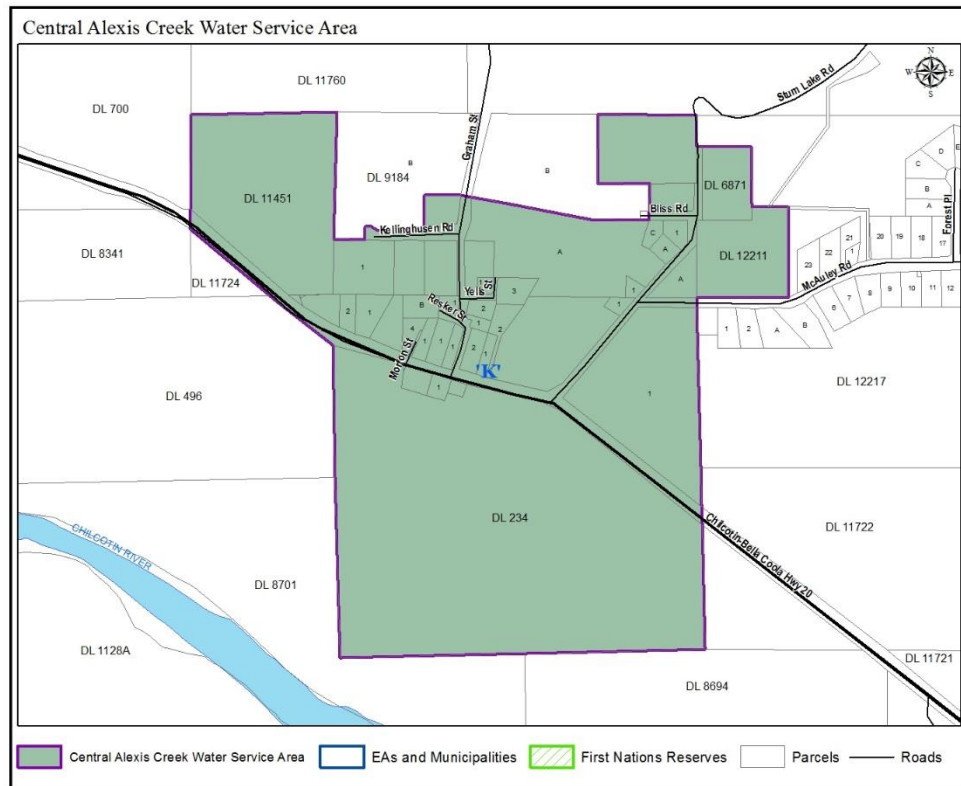 Central Alexis Creek Water Service Area
N
W E
S
DL 11760
DL 700
Stum Lake Rd
Graham St
B
DL 9184
B
DL 6871
DL 11451
Bliss Rd
Kellinghusen Rd
C
D
E
C
B
A
Forest Pl
A
C
1
A
DL 12211
23
22
21
1
20
19
18
17
McAuley Rd
DL 8341
DL 11724
1
Yells St
3
Resker St
2
1
B
1
2
1
2
4
1
1
1
2
1
1
1
Morton St
'K'
1
2
A
B
6
7
8
9
10
11
12
1
1
DL 496
DL 12217
DL 234
Chilcotin-Bella Coola Hwy 20
DL 11722
CHILCOTIN RIVER
DL 8701
DL 1128A
DL 8694
DL 11721
Central Alexis Creek Water Service Area
EAs and Municipalities
First Nations Reserves
Parcels
Roads